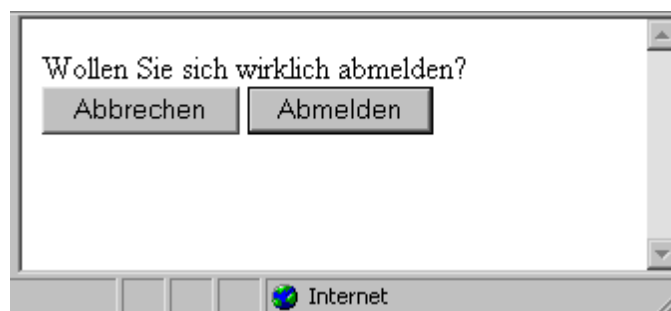 Wollen Sie sich wirklich abmelden?
Abbrechen Abmelden
Internet